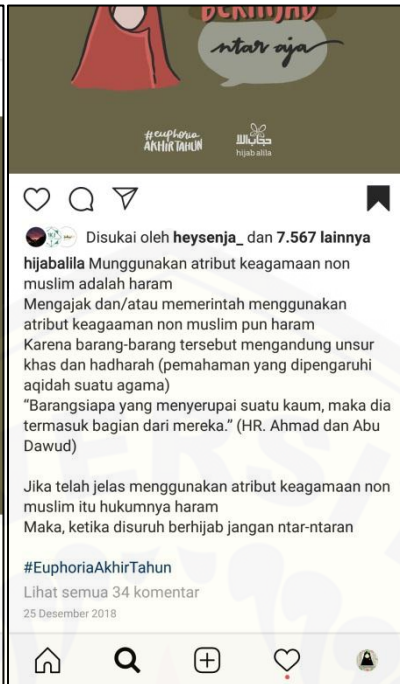 BERHIJAB
ntar aja
#euphoria
AKHIR TAHUN
hijab alila
Disukai oleh heysenja_ dan 7.567 lainnya
hijabalila Munggunakan atribut keagamaan non
muslim adalah haram
Mengajak dan/atau memerintah menggunakan
atribut keagaaman non muslim pun haram
Karena barang-barang tersebut mengandung unsur
khas dan hadharah (pemahaman yang dipengaruhi
aqidah suatu agama)
“Barangsiapa yang menyerupai suatu kaum, maka dia
termasuk bagian dari mereka.” (HR. Ahmad dan Abu
Dawud)
Jika telah jelas menggunakan atribut keagamaan non
muslim itu hukumnya haram
Maka, ketika disuruh berhijab jangan ntar-ntaran
#EuphoriaAkhirTahun
Lihat semua 34 komentar
25 Desember 2018